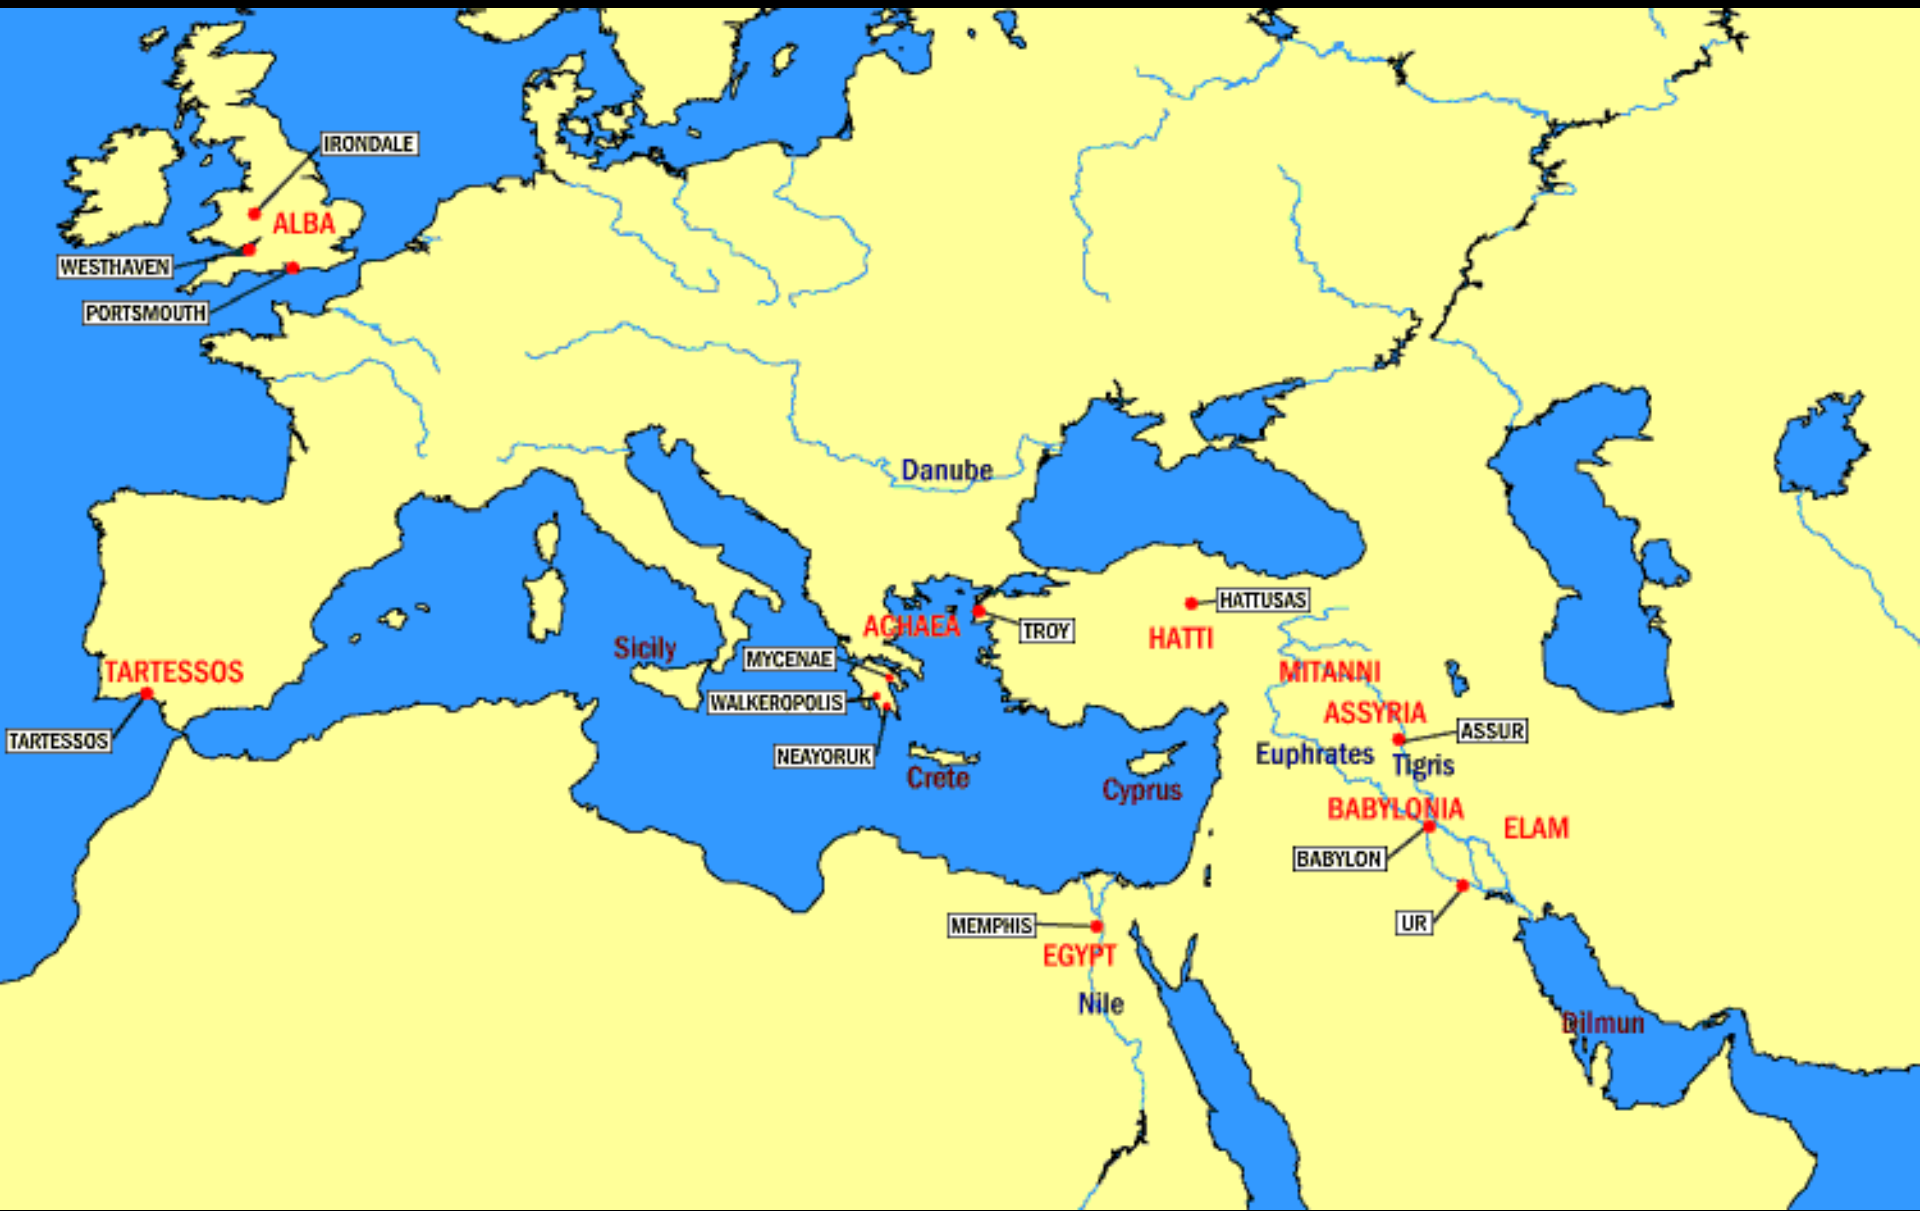 IRONDALE
ALBA
WESTHAVEN
PORTSMOUTH
Danube
HATTUSAS
ACHAEA
TROY
HATTI
Sicily
MYCENAE
TARTESSOS
MITANNI
WALKEROPOLIS
ASSYRIA
ASSUR
TARTESSOS
NEAYORUK
Euphrates
Tigris
Crete
Cyprus
BABYLONIA
ELAM
BABYLON
MEMPHIS
UR
EGYPT
Nile
Dilmun